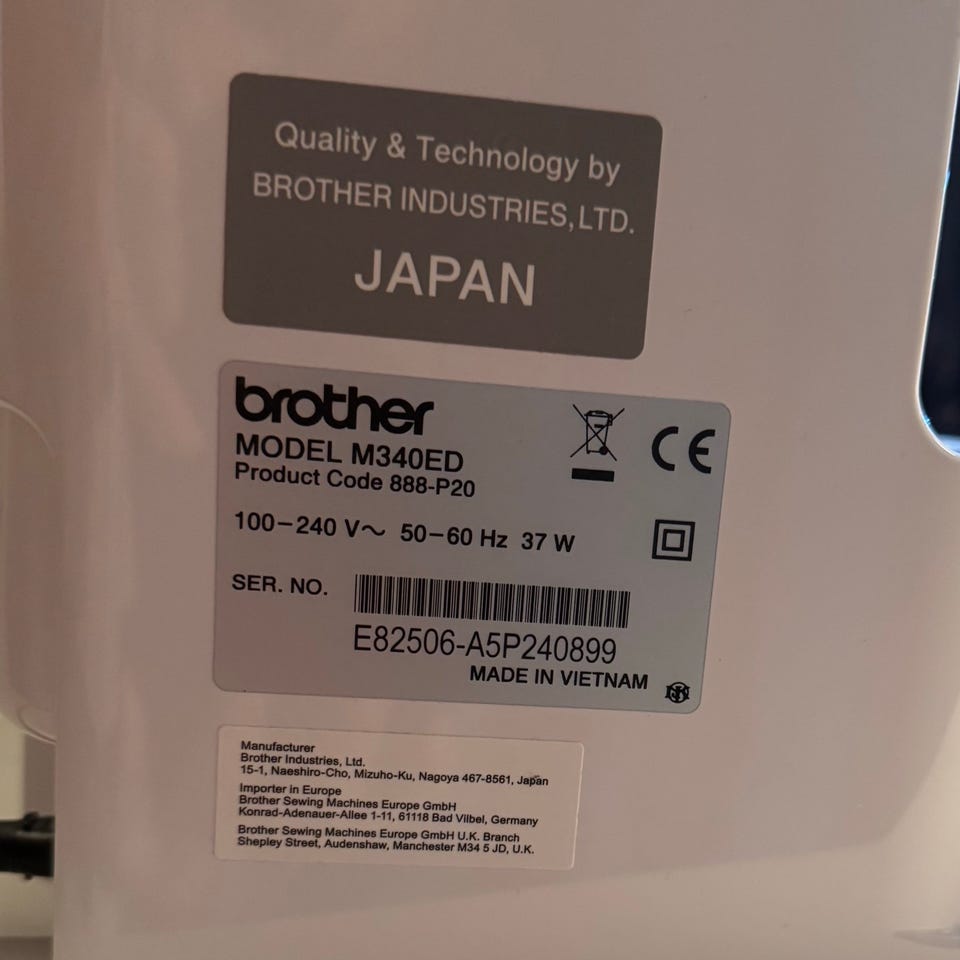 Quality & Technology by
BROTHER INDUSTRIES,LTD.
JAPAN
brother
MODEL M340ED
Product Code 888-P20
CE
100-240 V~ 50-60 Hz 37 W
SER. NO.
E82506-A5P240899
MADE IN VIETNAM
Manufacturer
Brother Industries, Ltd.
15-1, Naeshiro-Cho, Mizuho-Ku, Nagoya 467-8561, Japan
Importer in Europe
Brother Sewing Machines Europe GmbH
Konrad-Adenauer-Allee 1-11, 61118 Bad Vilbel, Germany
Brother Sewing Machines Europe GmbH U.K. Branch
Shepley Street, Audenshaw, Manchester M34 5 JD, U.K.